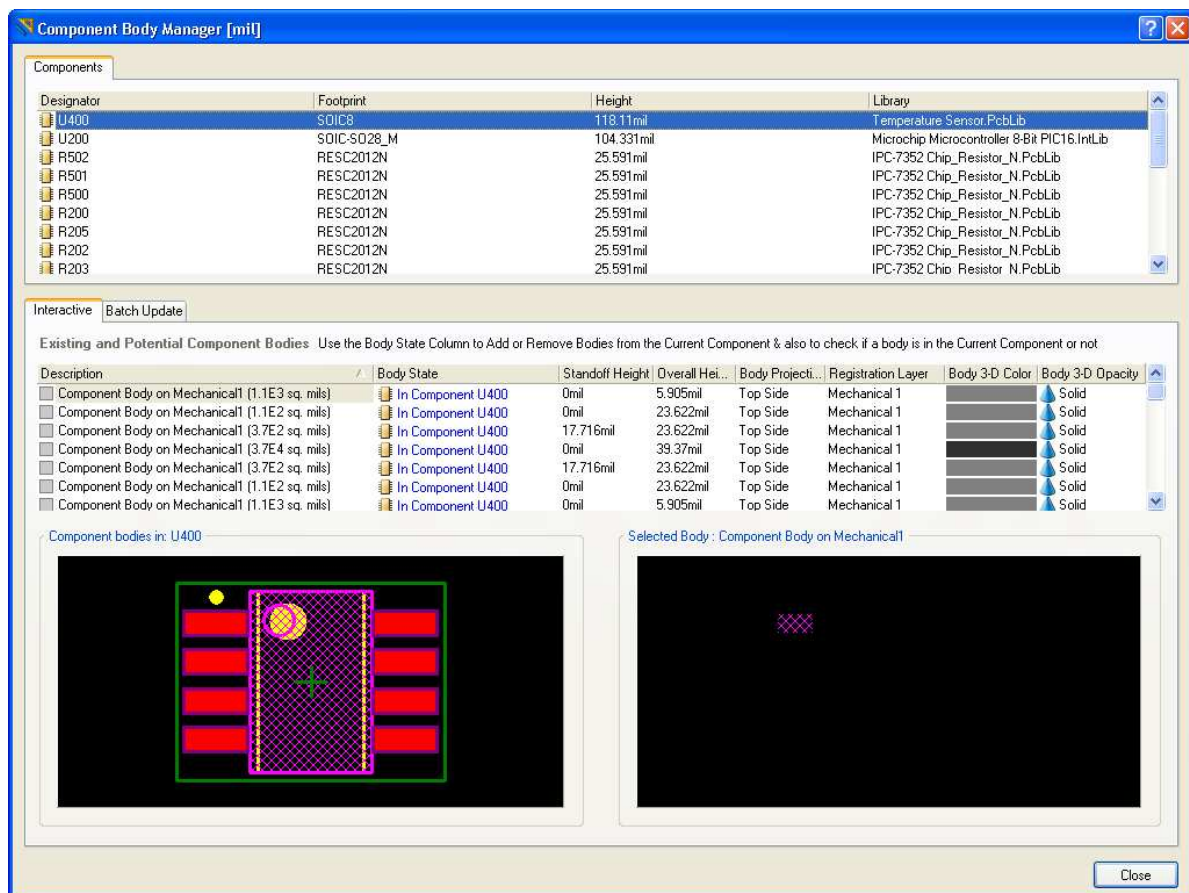 Component Body Manager [mil]
Components
Designator Footprint Height Library
U400 SOIC8 118.11mil Temperature Sensor.PcbLib
U200 SOIC-SO28_M 104.331mil Microchip Microcontroller 8-Bit PIC16.IntLib
R502 RESC2012N 25.591mil IPC-7352 Chip_Resistor_N.PcbLib
R501 RESC2012N 25.591mil IPC-7352 Chip_Resistor_N.PcbLib
R500 RESC2012N 25.591mil IPC-7352 Chip_Resistor_N.PcbLib
R200 RESC2012N 25.591mil IPC-7352 Chip_Resistor_N.PcbLib
R205 RESC2012N 25.591mil IPC-7352 Chip_Resistor_N.PcbLib
R202 RESC2012N 25.591mil IPC-7352 Chip_Resistor_N.PcbLib
R203 RESC2012N 25.591mil IPC-7352 Chip_Resistor_N.PcbLib
Interactive Batch Update
Existing and Potential Component Bodies Use the Body State Column to Add or Remove Bodies from the Current Component & also to check if a body is in the Current Component or not
Description Body State Standoff Height Overall Hei... Body Projecti... Registration Layer Body 3-D Color Body 3-D Opacity
Component Body on Mechanical1 (1.1E3 sq. mils) In Component U400 0mil 5.905mil Top Side Mechanical 1 Solid
Component Body on Mechanical1 (1.1E2 sq. mils) In Component U400 0mil 23.622mil Top Side Mechanical 1 Solid
Component Body on Mechanical1 (3.7E2 sq. mils) In Component U400 17.716mil 23.622mil Top Side Mechanical 1 Solid
Component Body on Mechanical1 (3.7E4 sq. mils) In Component U400 0mil 39.37mil Top Side Mechanical 1 Solid
Component Body on Mechanical1 (3.7E2 sq. mils) In Component U400 17.716mil 23.622mil Top Side Mechanical 1 Solid
Component Body on Mechanical1 (1.1E2 sq. mils) In Component U400 0mil 23.622mil Top Side Mechanical 1 Solid
Component Body on Mechanical1 (1.1E3 sq. mils) In Component U400 0mil 5.905mil Top Side Mechanical 1 Solid
Component bodies in: U400 Selected Body : Component Body on Mechanical1
Close